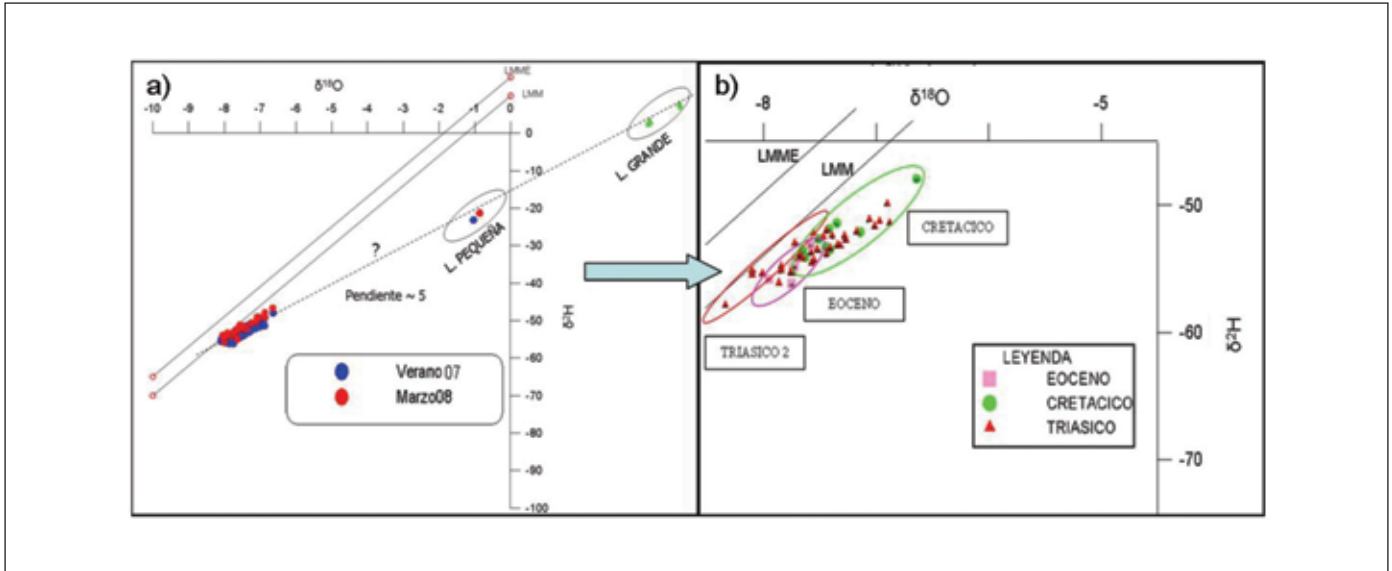 a)
δ¹⁸O
LMME
LMM
-10 -9 -8 -7 -6 -5 -4 -3 -2 -1 0
0
-10
-20
-30
-40
-50
-60
-70
-80
-90
-100
δ²H
L. GRANDE
L. PEQUEÑA
?
Pendiente ~ 5
Verano 07
Marzo08
b)
δ¹⁸O
-8 -5
LMME
LMM
-50
-60
-70
δ²H
CRETACICO
EOCENO
TRIASICO 2
LEYENDA
EOCENO
CRETACICO
TRIASICO